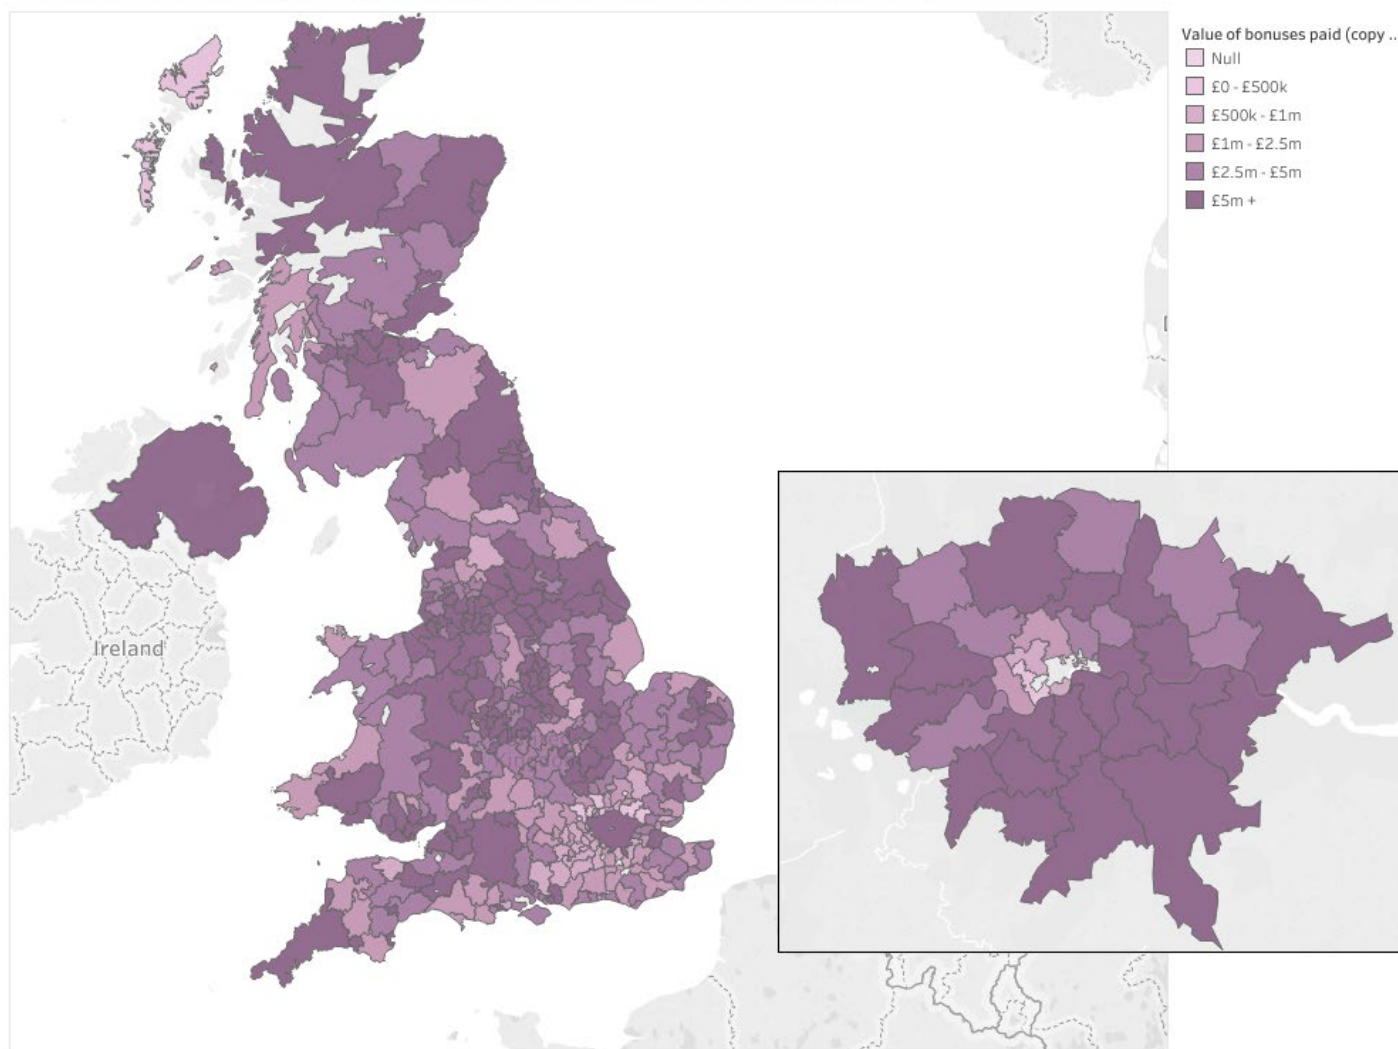 Value of bonuses paid (copy ..
Null
£0 - £500k
£500k - £1m
£1m - £2.5m
£2.5m - £5m
£5m +
Ireland